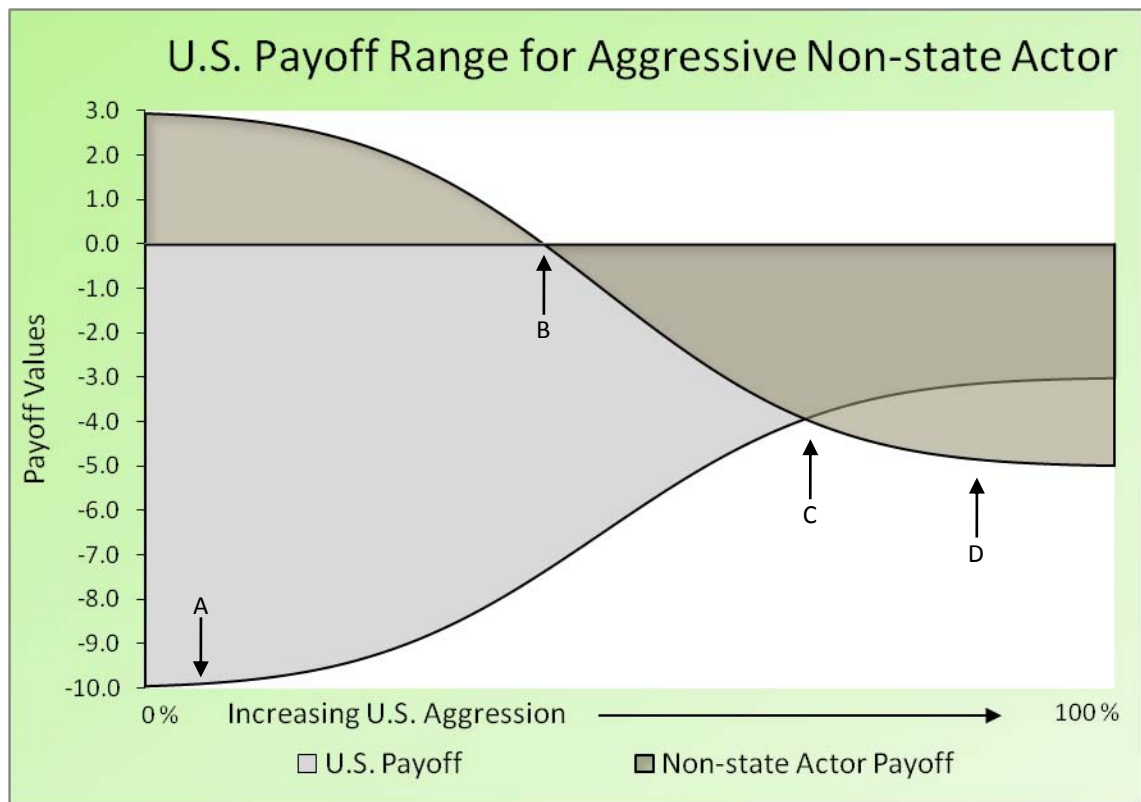 U.S. Payoff Range for Aggressive Non-state Actor
Payoff Values
3.0
2.0
1.0
0.0
-1.0
-2.0
-3.0
-4.0
-5.0
-6.0
-7.0
-8.0
-9.0
-10.0
A
B
C
D
0% Increasing U.S. Aggression 100%
U.S. Payoff Non-state Actor Payoff